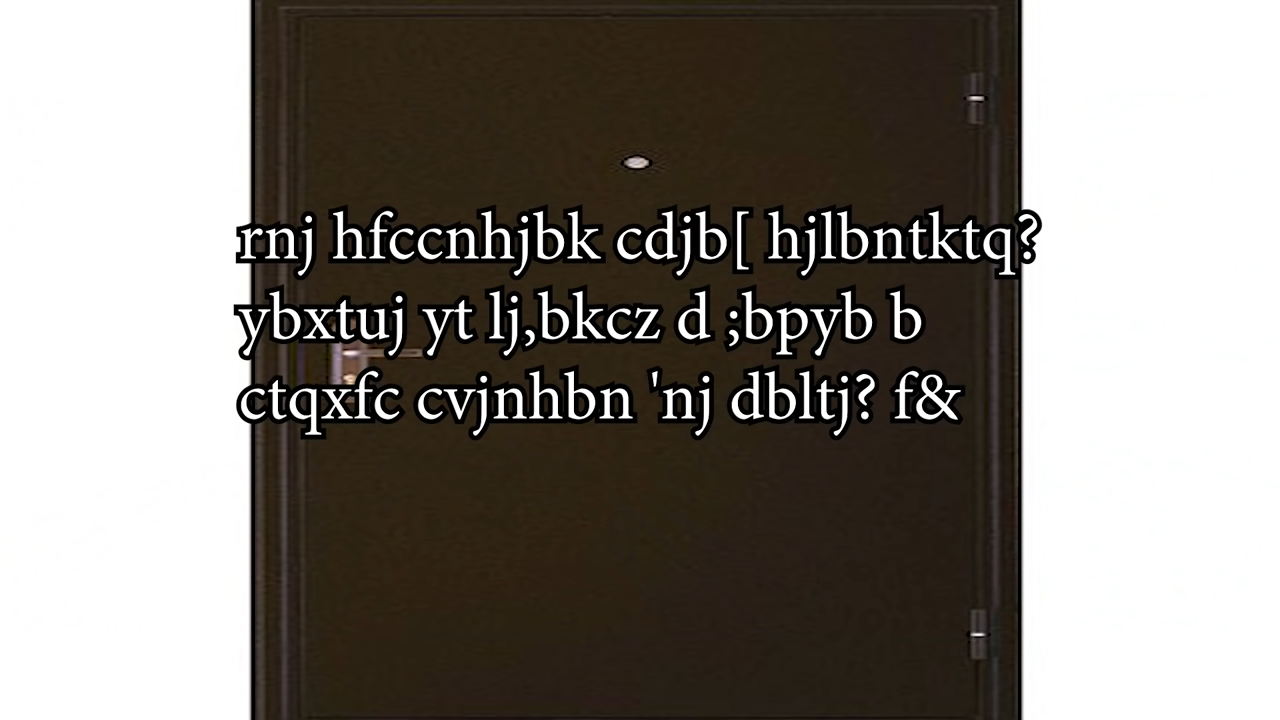 rnj hfccnhjbk cdjb[ hjlbntktq?
ybxtuj yt lj,bkcz d ;bpyb b
ctqxfc cvjnhbn 'nj dbltj? f&